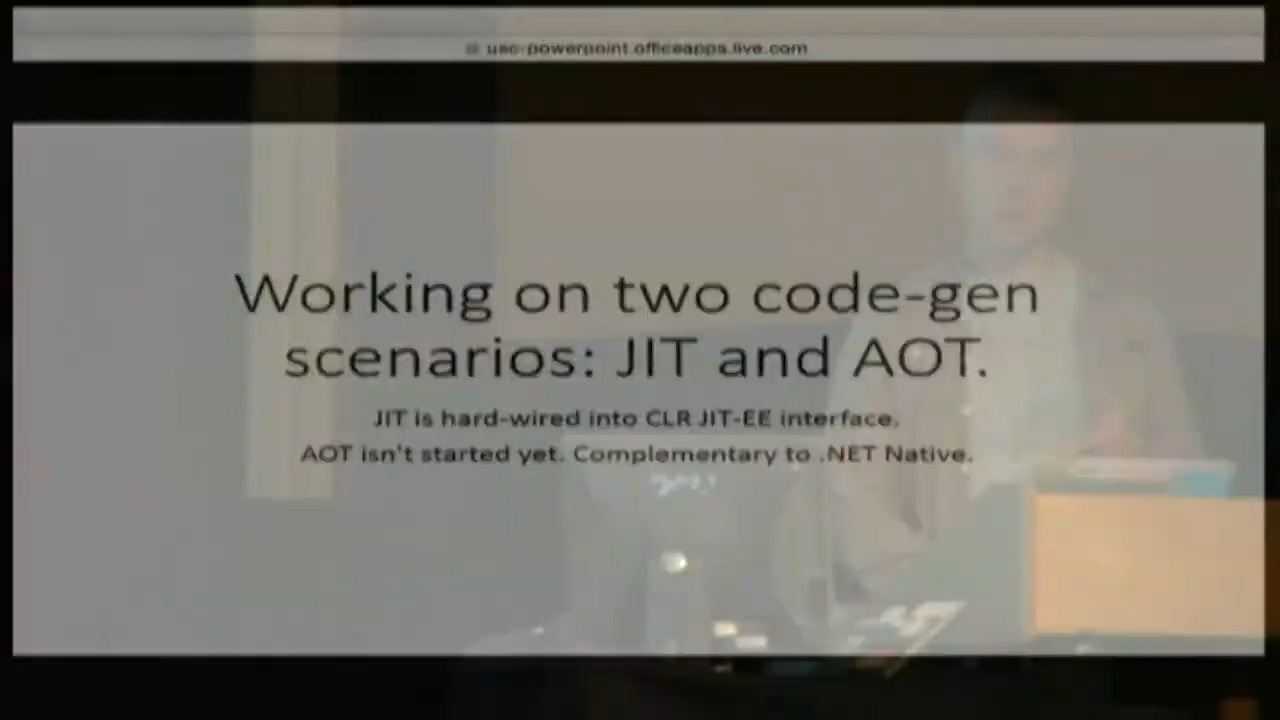 usc-powerpoint.officeapps.live.com
Working on two code-gen
scenarios: JIT and AOT.
JIT is hard-wired into CLR JIT-EE interface.
AOT isn't started yet. Complementary to .NET Native.